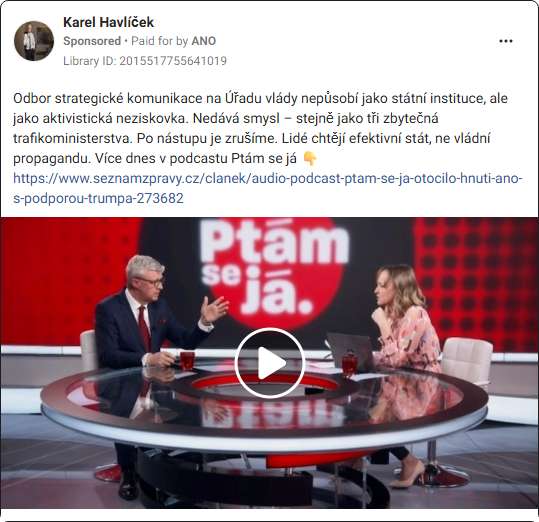 Karel Havlíček
Sponsored • Paid for by ANO
Library ID: 2015517755641019
Odbor strategické komunikace na Úřadu vlády nepůsobí jako státní instituce, ale
jako aktivistická neziskovka. Nedává smysl – stejně jako tři zbytečná
trafikoministerstva. Po nástupu je zrušíme. Lidé chtějí efektivní stát, ne vládní
propagandu. Více dnes v podcastu Ptám se já 👇
https://www.seznamzpravy.cz/clanek/audio-podcast-ptam-se-ja-otocilo-hnuti-ano-
s-podporou-trumpa-273682
Ptám
se já.